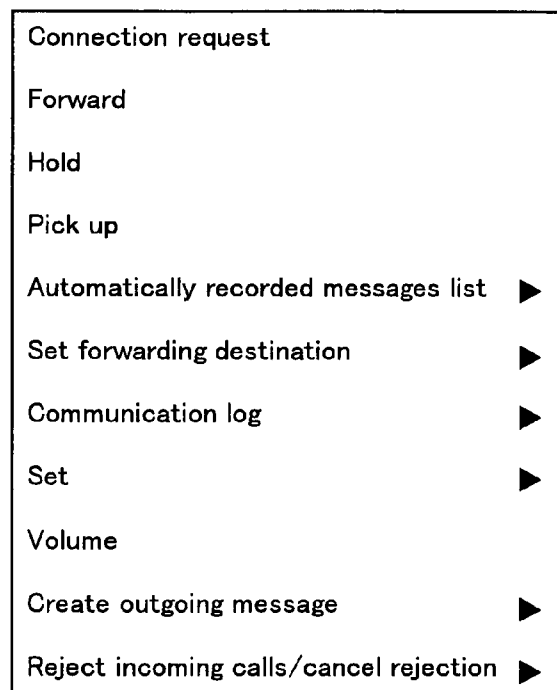 Connection request
Forward
Hold
Pick up
Automatically recorded messages list ▶
Set forwarding destination ▶
Communication log ▶
Set ▶
Volume
Create outgoing message ▶
Reject incoming calls/cancel rejection ▶